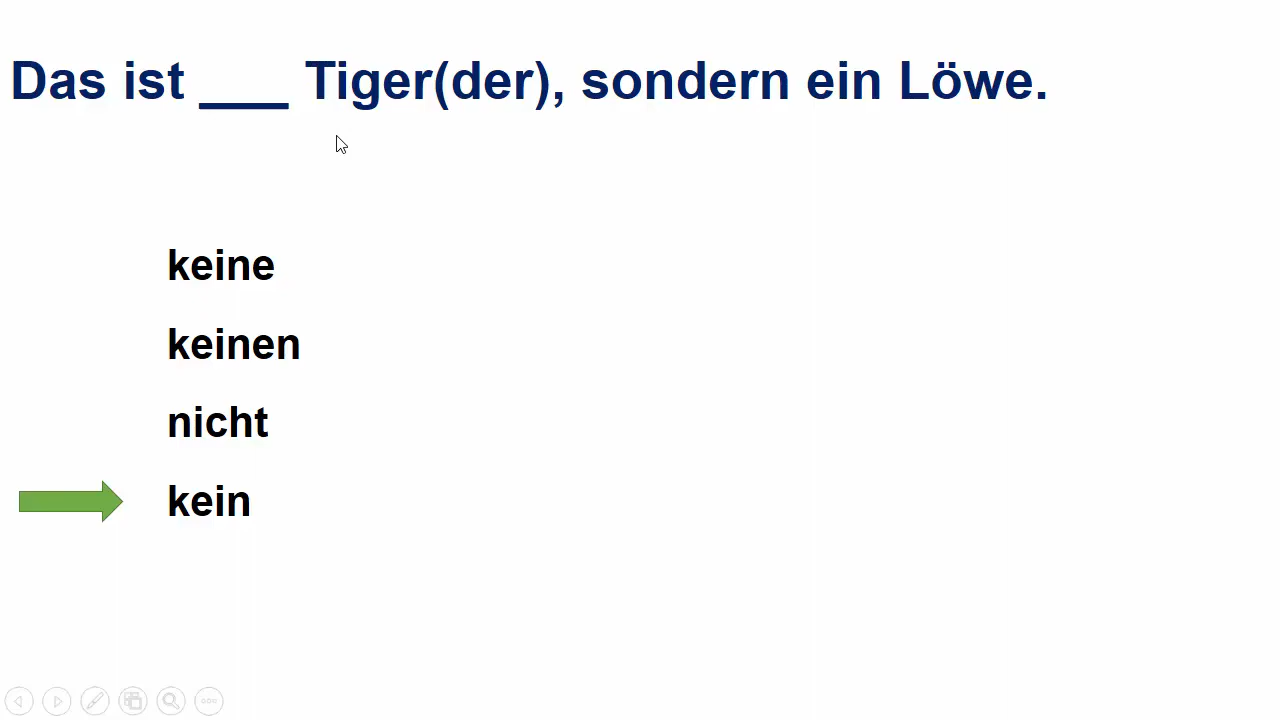 Das ist ___ Tiger(der), sondern ein Löwe.
keine
keinen
nicht
kein